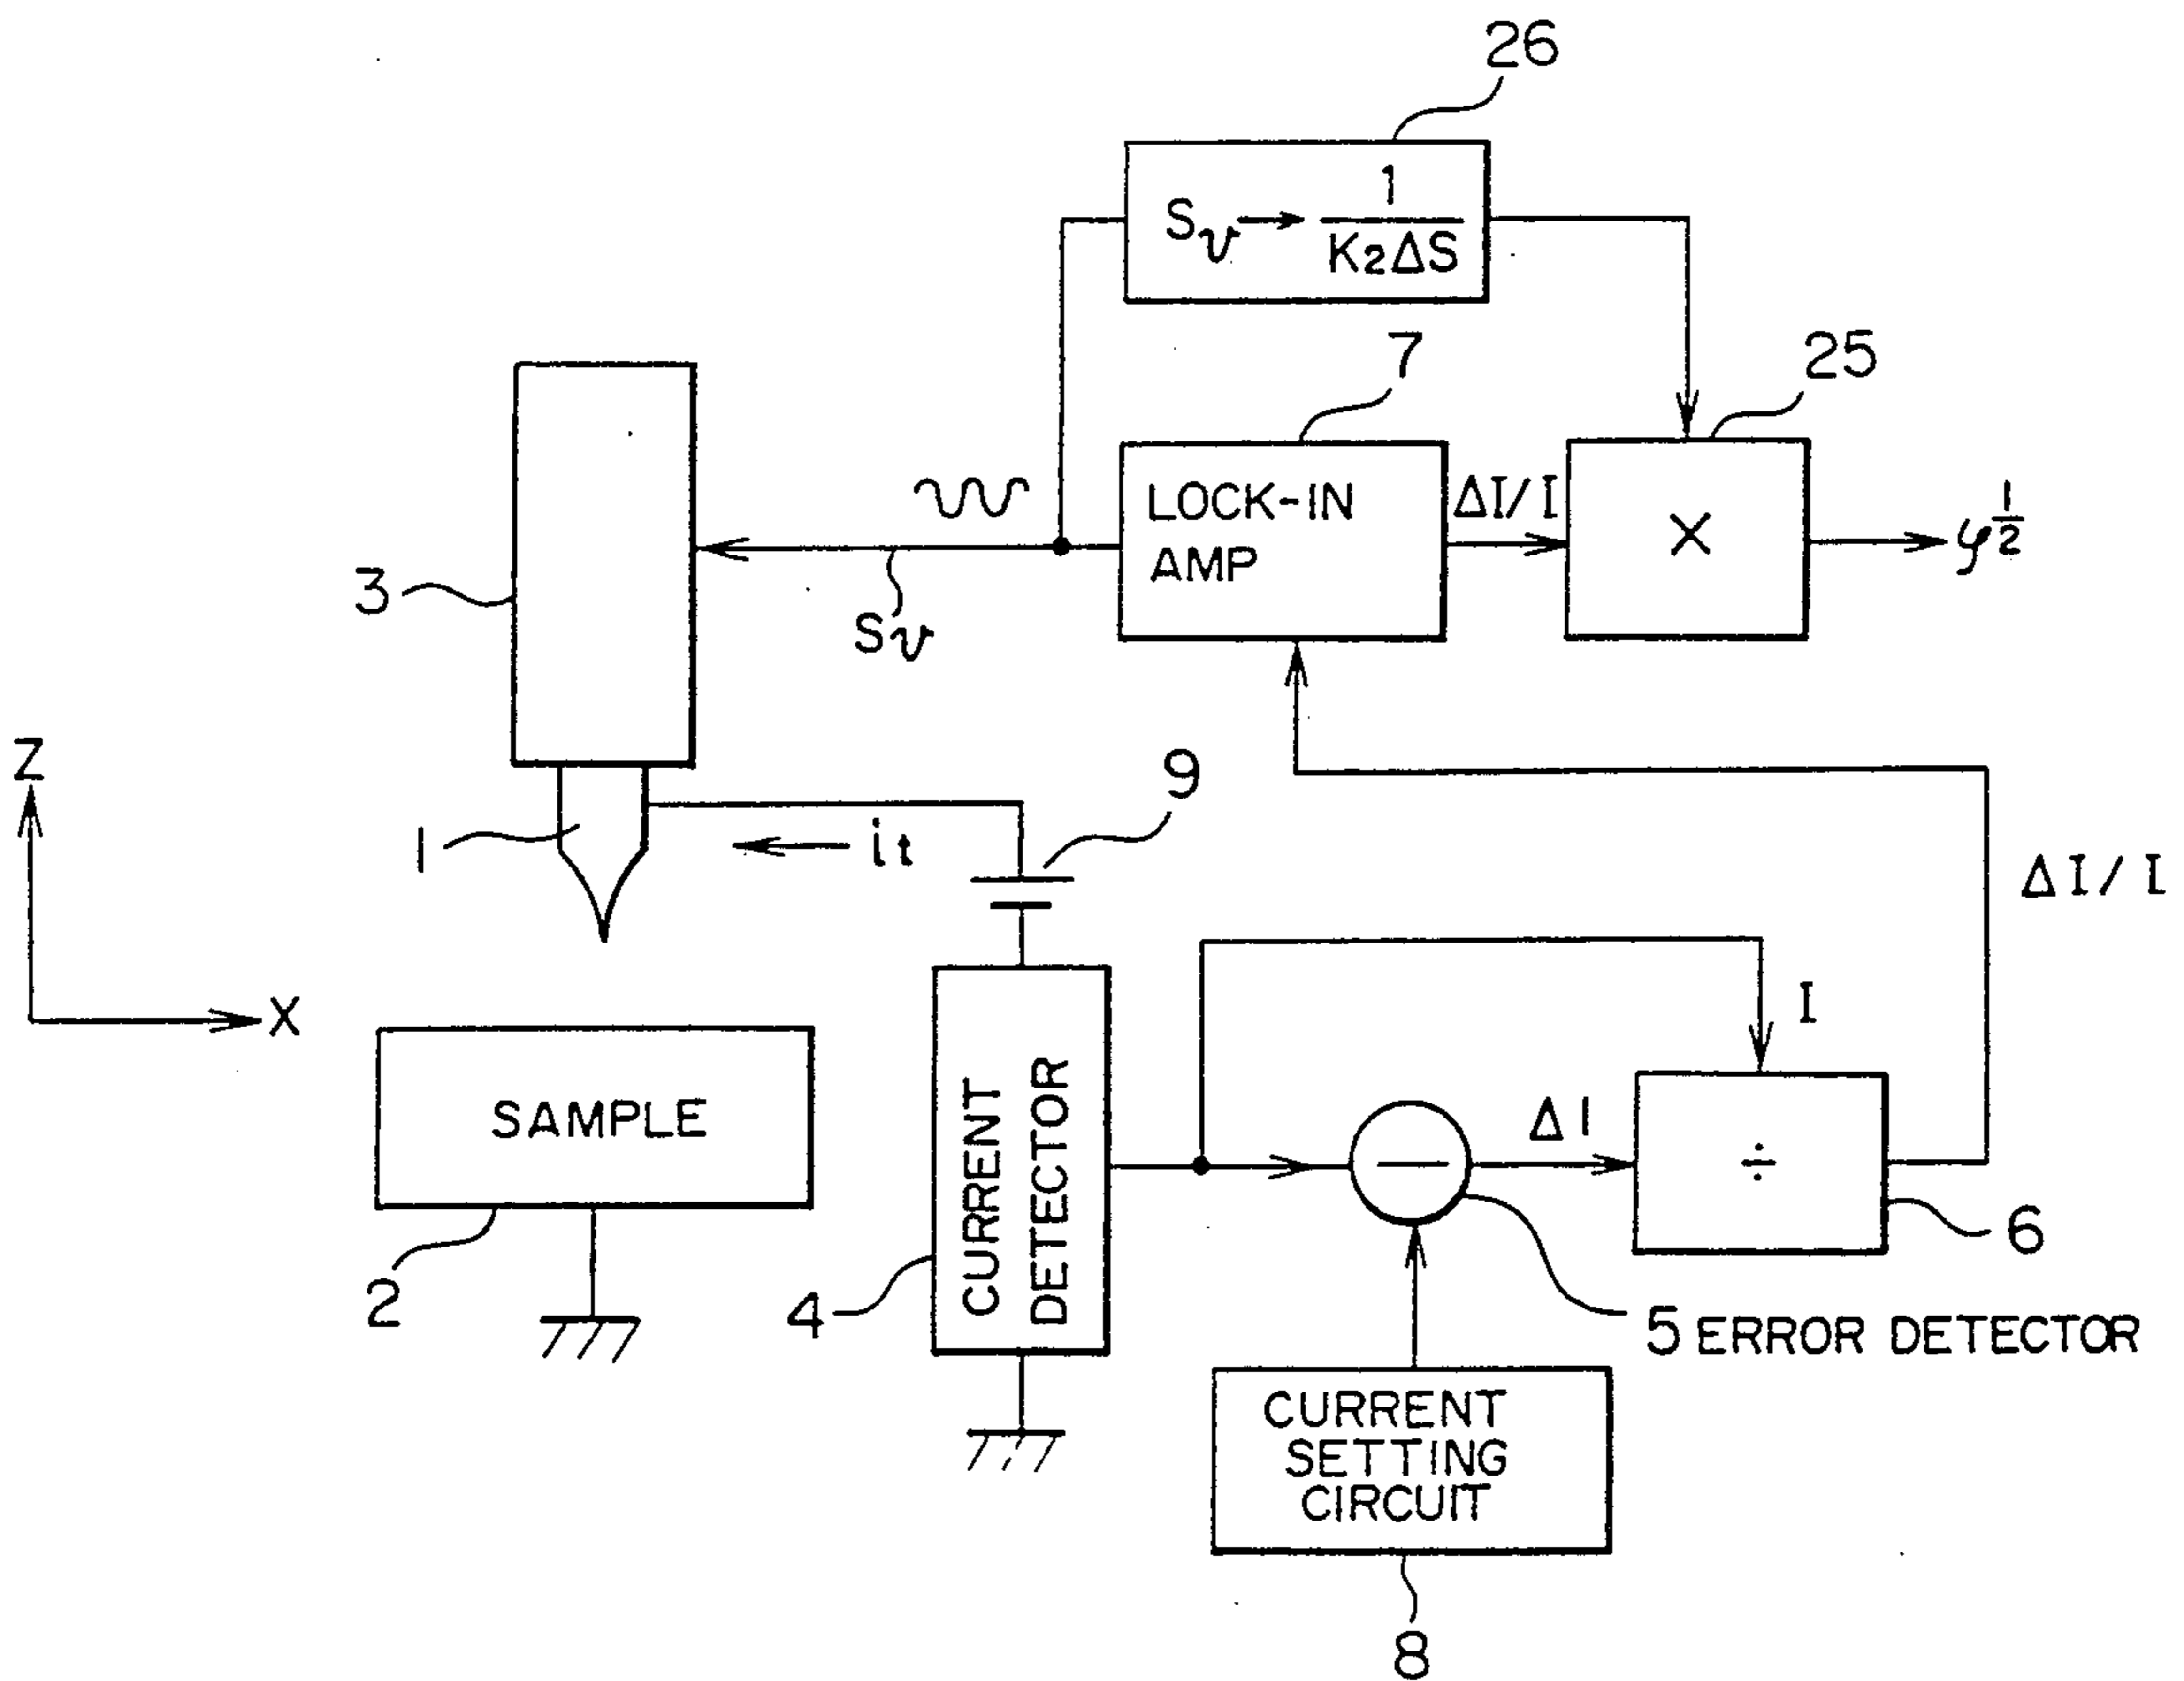 26
Sv → 1/K2ΔS
7
25
LOCK-IN
AMP
ΔI/I
×
φ^1/2
3
Sv
Z
9
1
it
ΔI/I
X
I
SAMPLE
CURRENT
DETECTOR
−
ΔI
÷
2
4
6
5 ERROR DETECTOR
CURRENT
SETTING
CIRCUIT
8